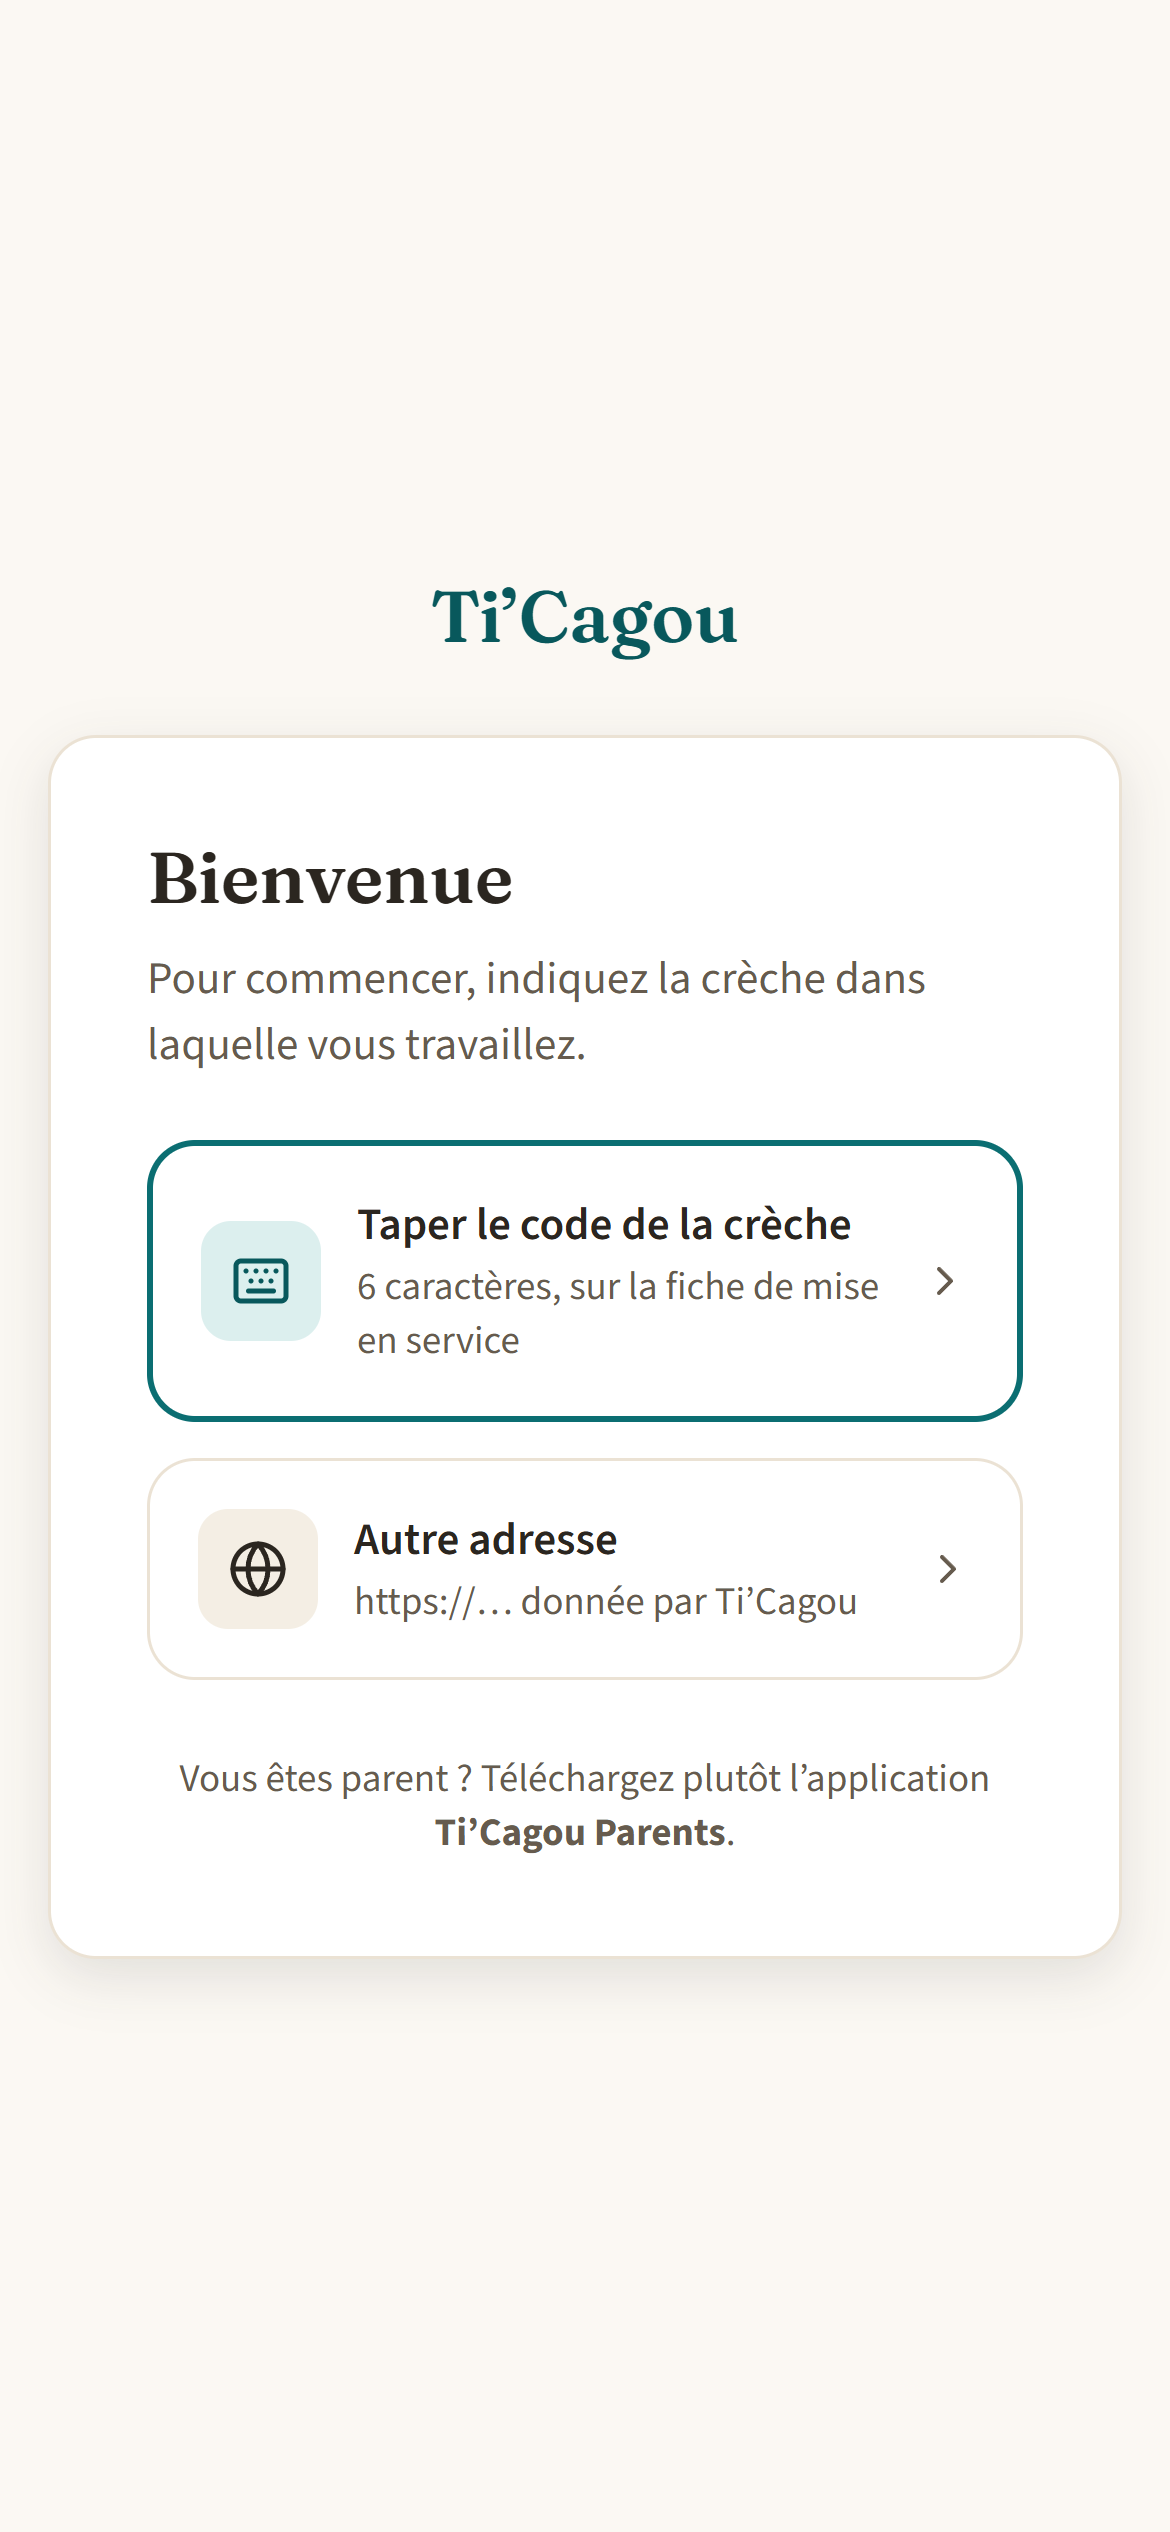 Ti’Cagou
Bienvenue
Pour commencer, indiquez la crèche dans
laquelle vous travaillez.
Taper le code de la crèche
6 caractères, sur la fiche de mise
en service
Autre adresse
https://… donnée par Ti’Cagou
Vous êtes parent ? Téléchargez plutôt l’application
Ti’Cagou Parents.